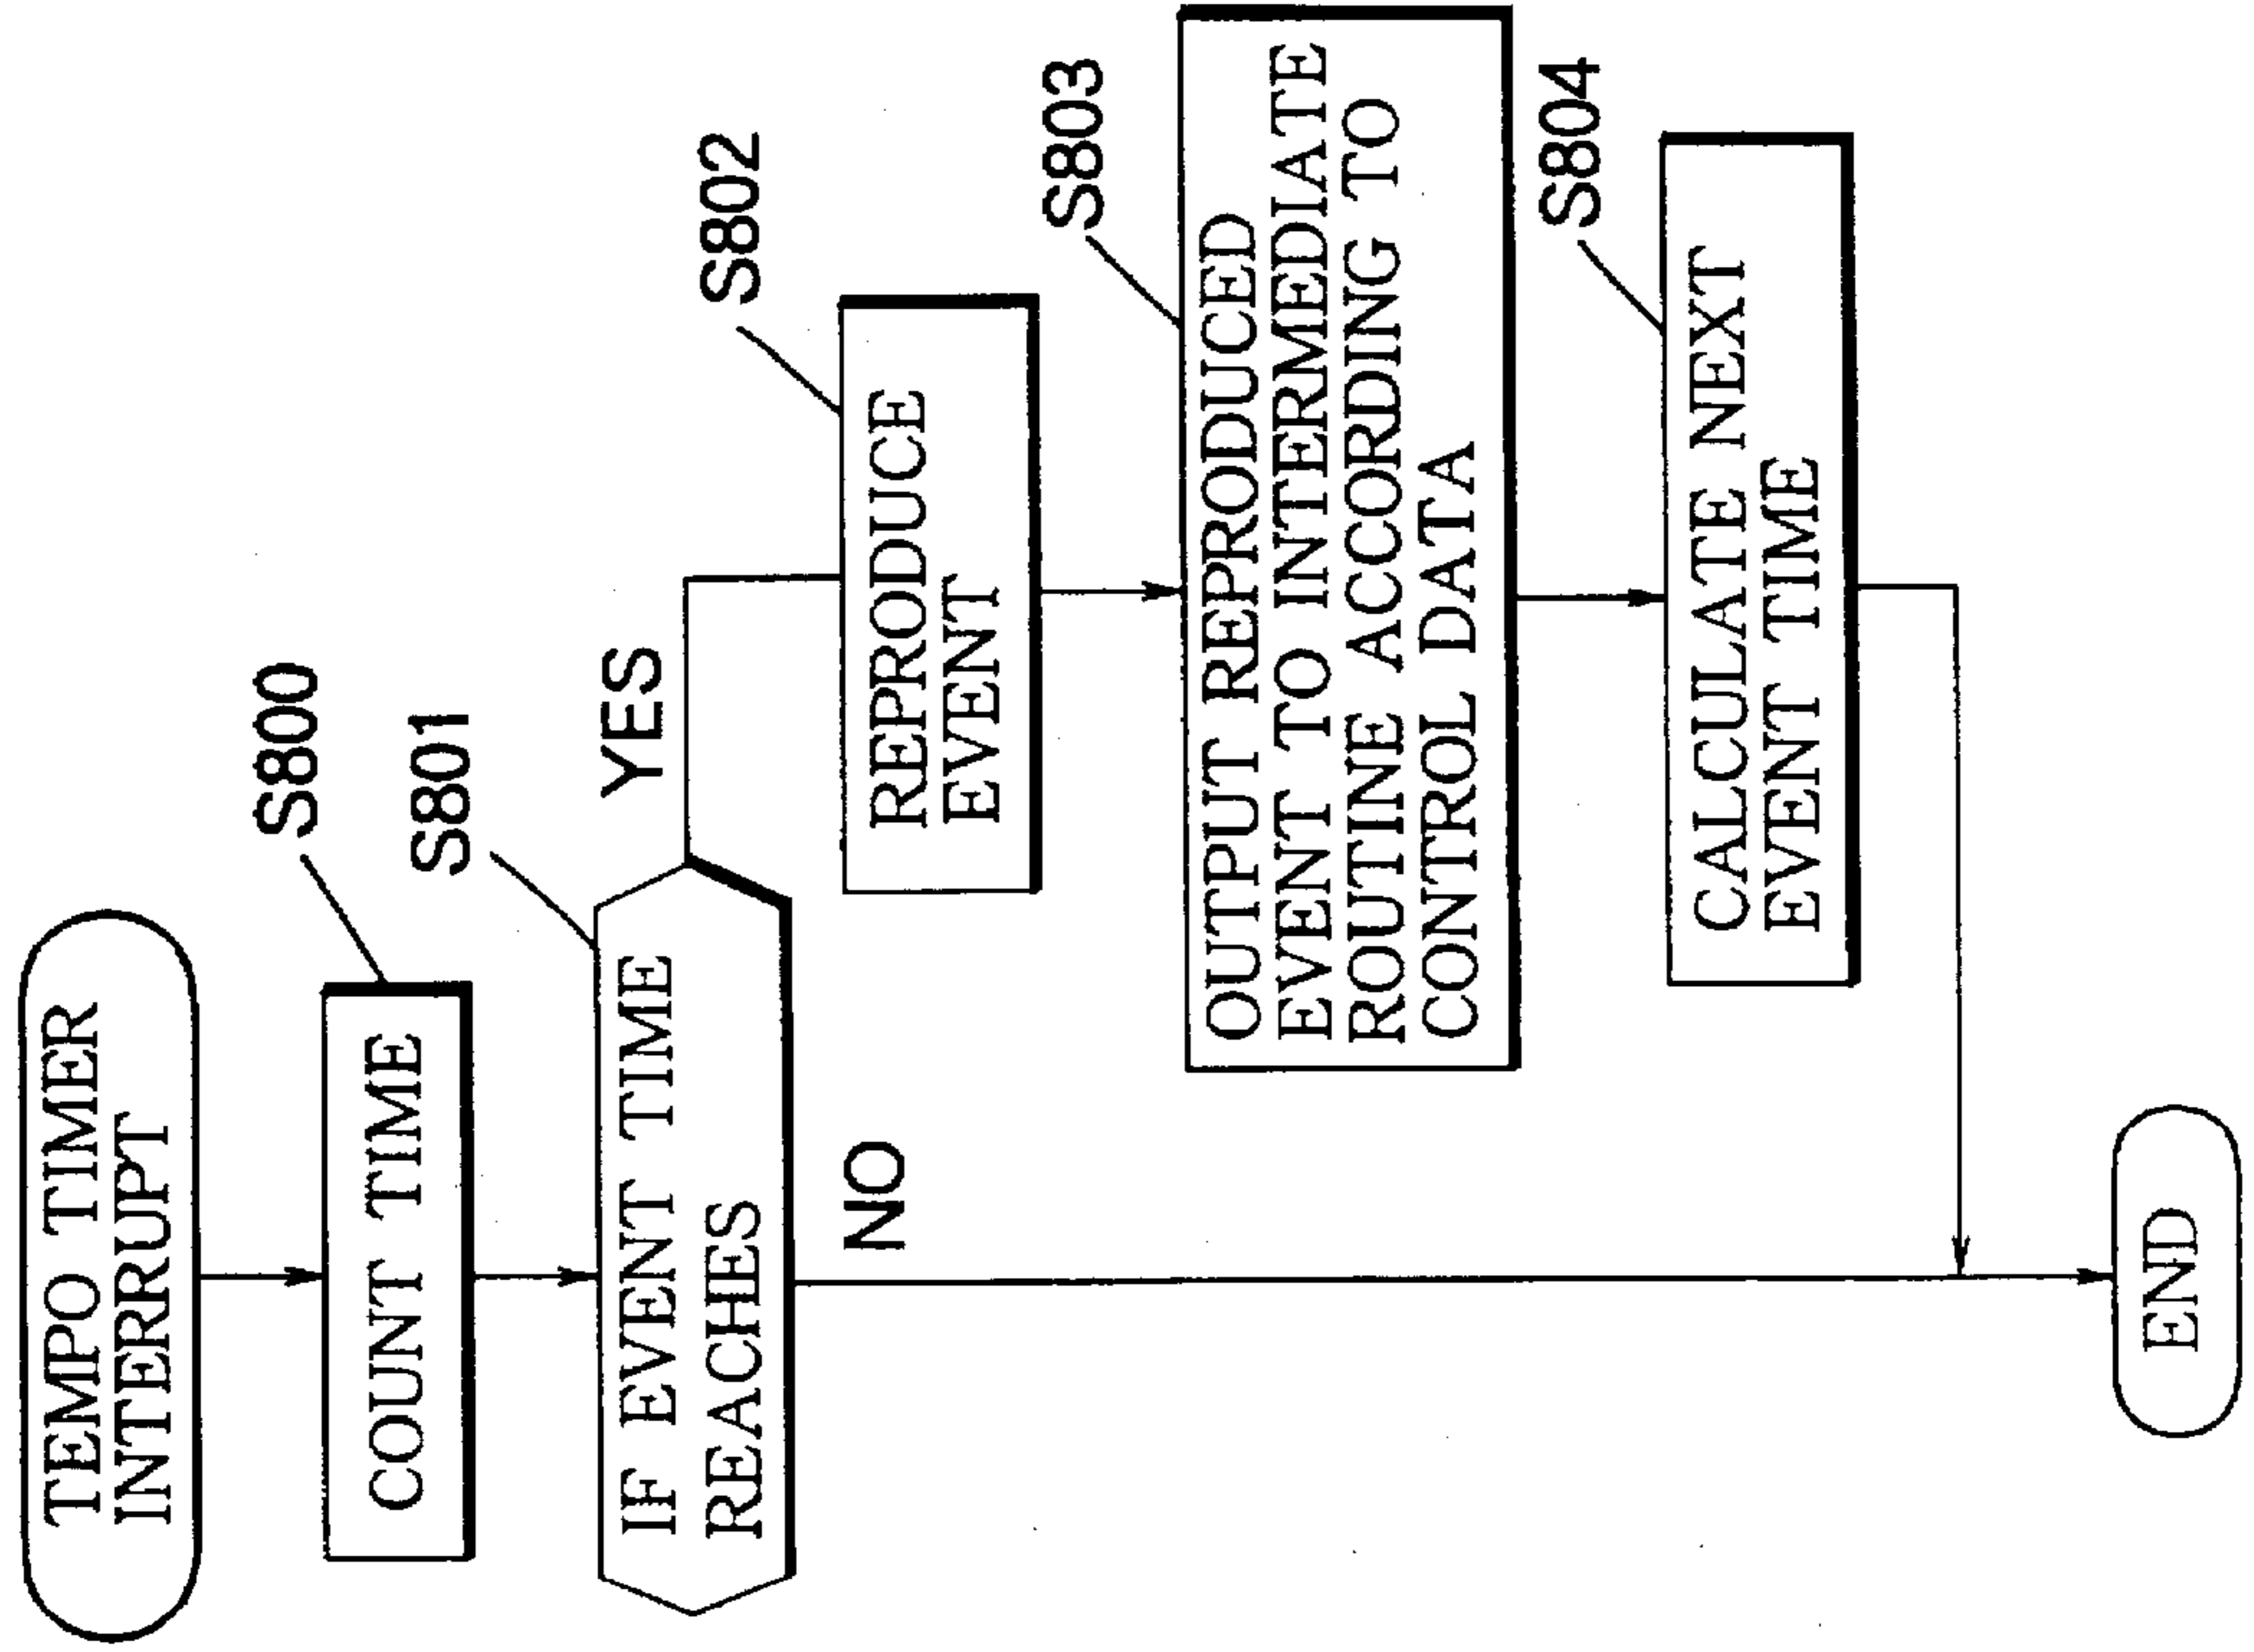 TEMPO TIMER
INTERRUPT
S800
COUNT TIME
S801
IF EVENT TIME
REACHES
YES
NO
S802
REPRODUCE
EVENT
S803
OUTPUT REPRODUCED
EVENT TO INTERMEDIATE
ROUTINE ACCORDING TO
CONTROL DATA
S804
CALCULATE NEXT
EVENT TIME
END